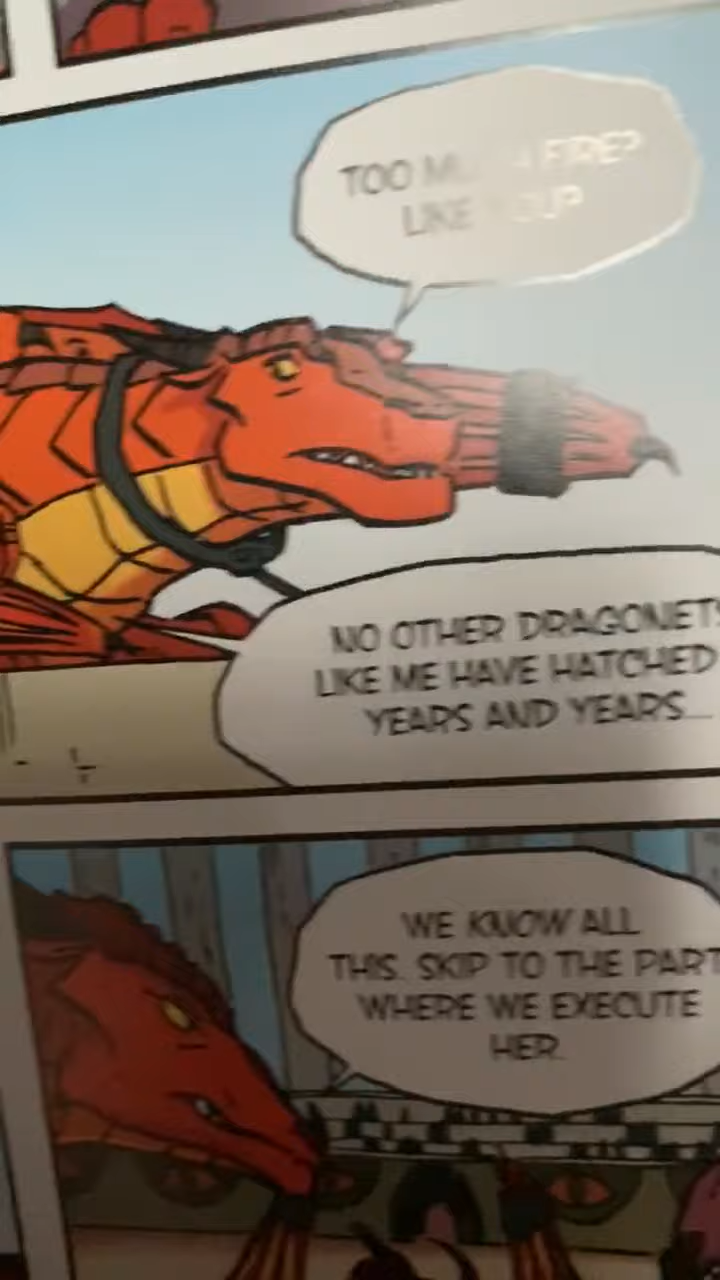 TOO FIRE?
LIKE
NO OTHER DRAGONETS
LIKE ME HAVE HATCHED
YEARS AND YEARS...
WE KNOW ALL
THIS. SKIP TO THE PART
WHERE WE EXECUTE
HER.